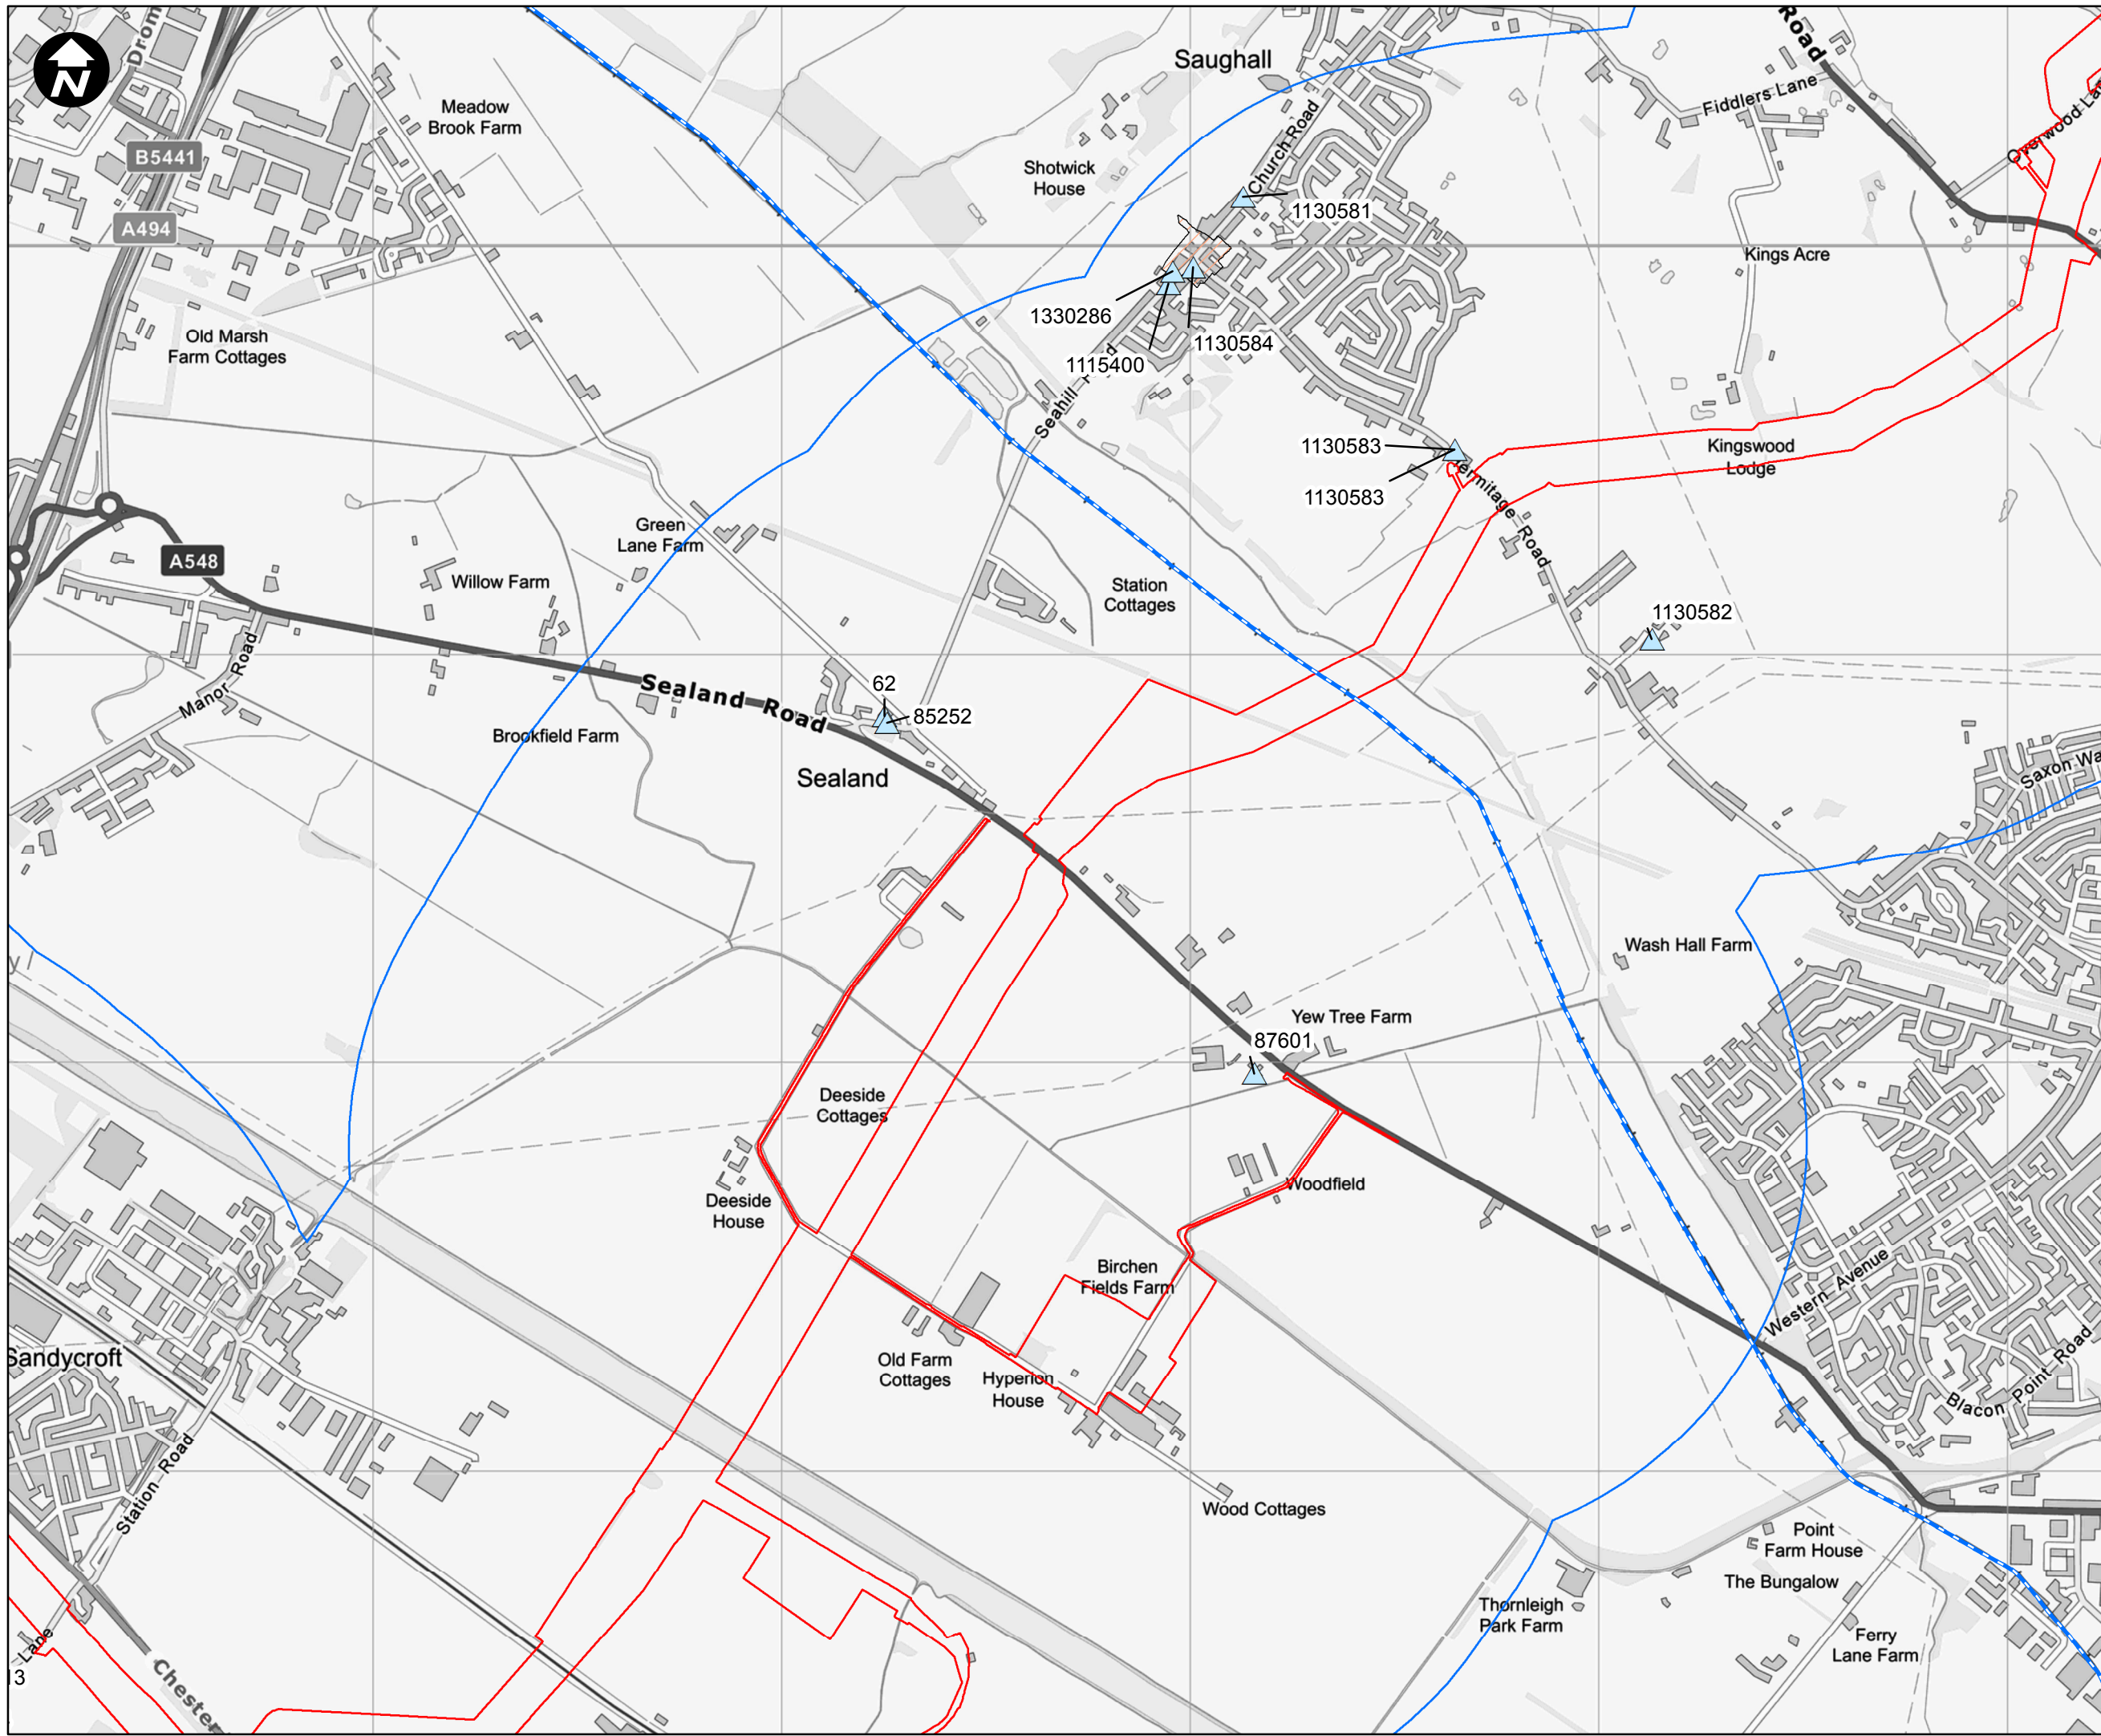 N
Drom
B5441
A494
Meadow
Brook Farm
Saughall
Church Road
Shotwick
House
Road
Fiddlers Lane
Overwood La
1130581
Kings Acre
Old Marsh
Farm Cottages
1330286
1130584
1115400
Seahill
1130583
1130583
Kingswood
Lodge
Hermitage Road
A548
Green
Lane Farm
Willow Farm
Station
Cottages
1130582
Manor Road
Sealand Road
62
85252
Brookfield Farm
Sealand
Saxon Wa
Wash Hall Farm
Yew Tree Farm
87601
Deeside
Cottages
Deeside
House
Woodfield
Birchen
Fields Farm
Western Avenue
Blacon Point Road
Sandycroft
Old Farm
Cottages
Hyperion
House
Station Road
Wood Cottages
Point
Farm House
The Bungalow
Thornleigh
Park Farm
Ferry
Lane Farm
Lane
13
Chester